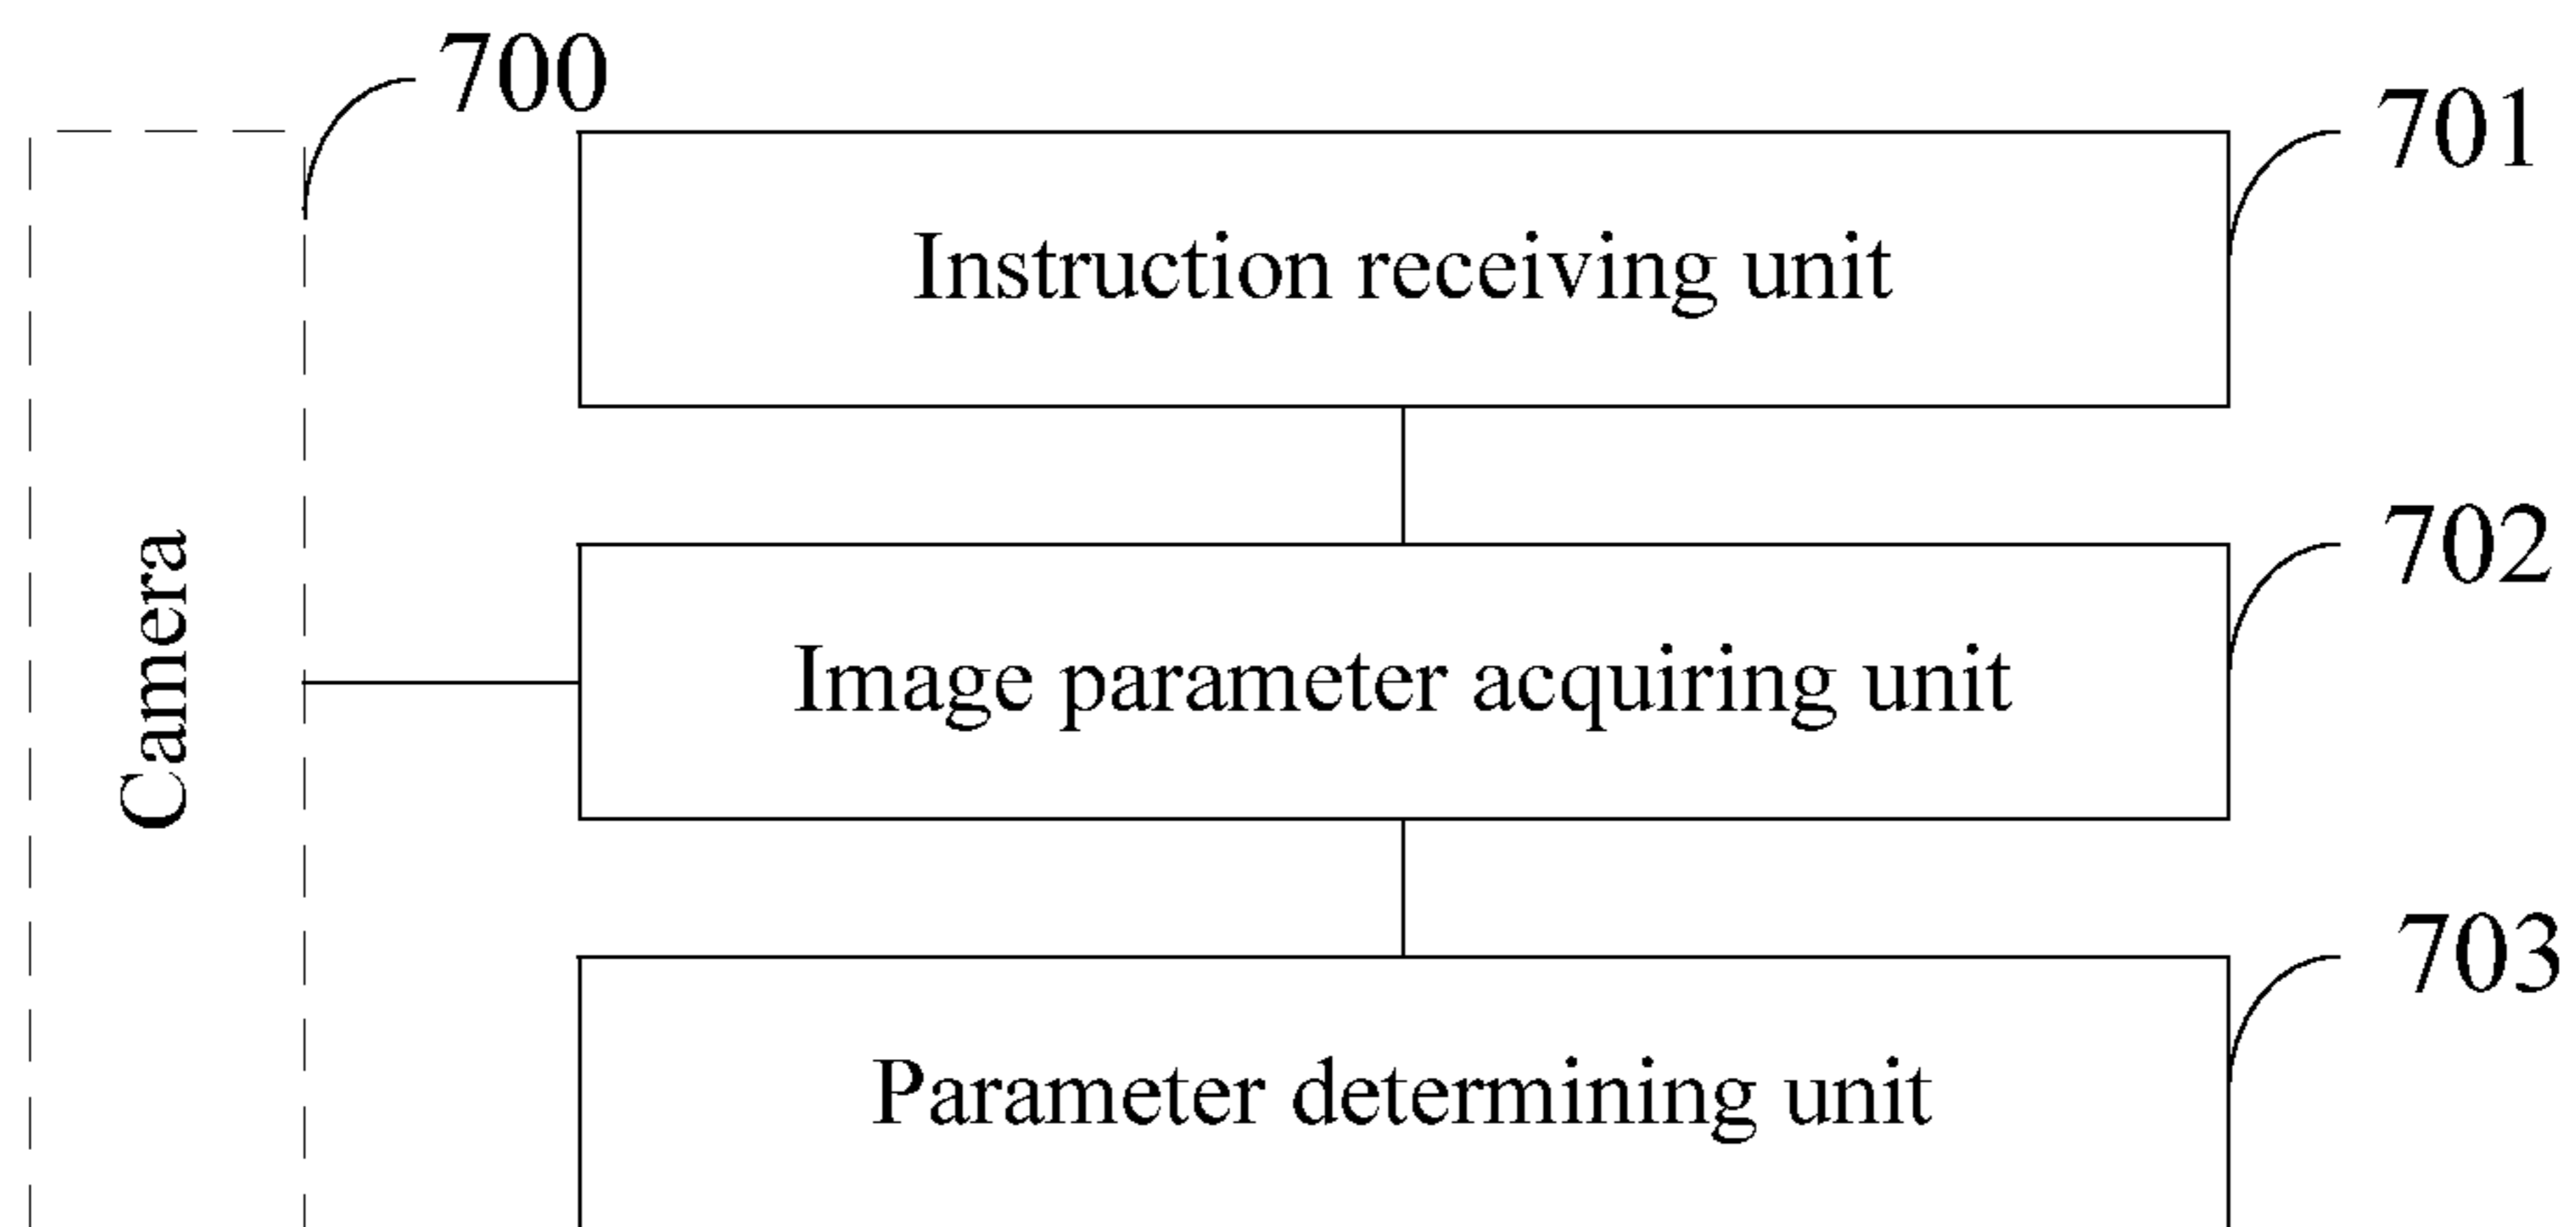 700
701
Instruction receiving unit
702
Camera
Image parameter acquiring unit
703
Parameter determining unit